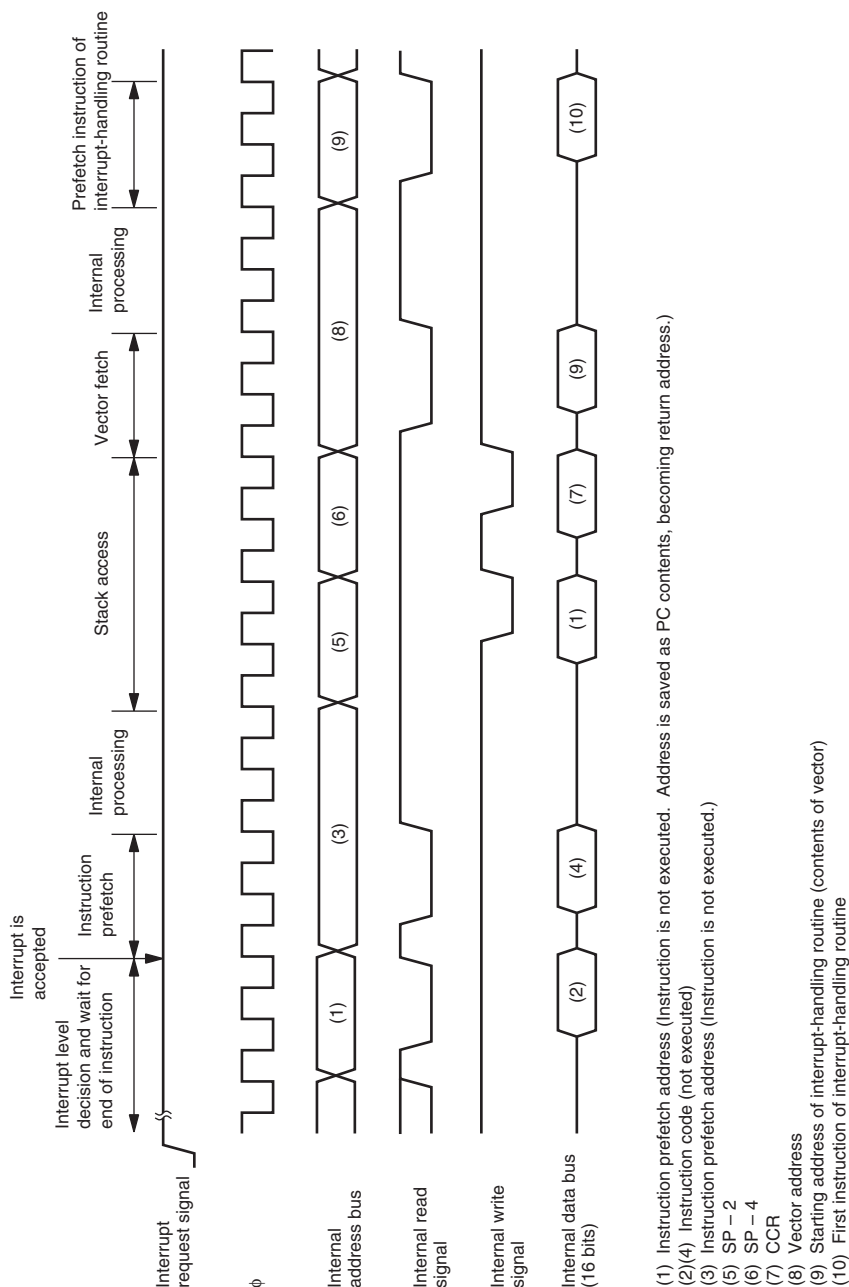 Interrupt is
accepted
Interrupt level
decision and wait for
end of instruction
Instruction
prefetch
Internal
processing
Stack access
Vector fetch
Internal
processing
Prefetch instruction of
interrupt-handling routine
Interrupt
request signal
ϕ
Internal
address bus
(1)
(3)
(5)
(6)
(8)
(9)
Internal read
signal
Internal write
signal
Internal data bus
(16 bits)
(2)
(4)
(1)
(7)
(9)
(10)
(1) Instruction prefetch address (Instruction is not executed. Address is saved as PC contents, becoming return address.)
(2)(4) Instruction code (not executed)
(3) Instruction prefetch address (Instruction is not executed.)
(5) SP – 2
(6) SP – 4
(7) CCR
(8) Vector address
(9) Starting address of interrupt-handling routine (contents of vector)
(10) First instruction of interrupt-handling routine